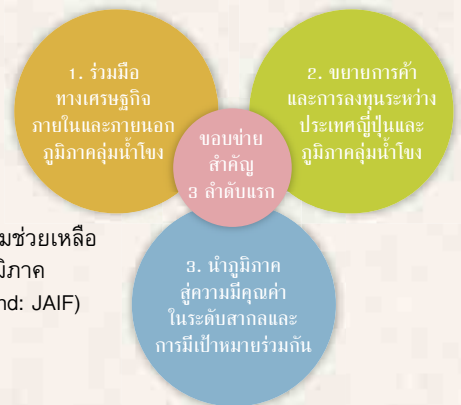 1. ร่วมมือ
ทางเศรษฐกิจ
ภายในและภายนอก
ภูมิภาคลุ่มน้ำโขง
2. ขยายการค้า
และการลงทุนระหว่าง
ประเทศญี่ปุ่นและ
ภูมิภาคลุ่มน้ำโขง
ขอบข่าย
สำคัญ
3 ลำดับแรก
มช่วยเหลือ
มิภาค
nd: JAIF)
3. นำภูมิภาค
สู่ความมีคุณค่า
ในระดับสากลและ
การมีเป้าหมายร่วมกัน